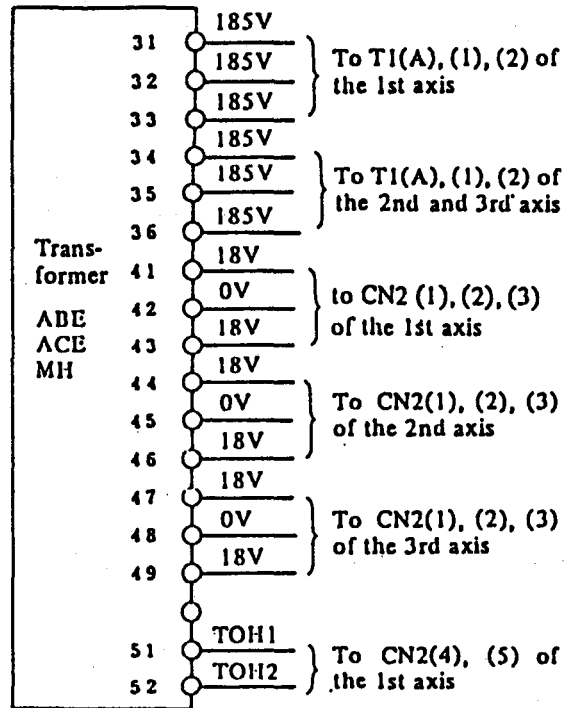 31 185V
32 185V
33 185V
To T1(A), (1), (2) of
the 1st axis
34 185V
35 185V
36 185V
To T1(A), (1), (2) of
the 2nd and 3rd axis
Trans-
former
ABE
ACE
MH
41 18V
42 0V
43 18V
to CN2 (1), (2), (3)
of the 1st axis
44 18V
45 0V
46 18V
To CN2(1), (2), (3)
of the 2nd axis
47 18V
48 0V
49 18V
To CN2(1), (2), (3)
of the 3rd axis
51 TOH1
52 TOH2
To CN2(4), (5) of
the 1st axis